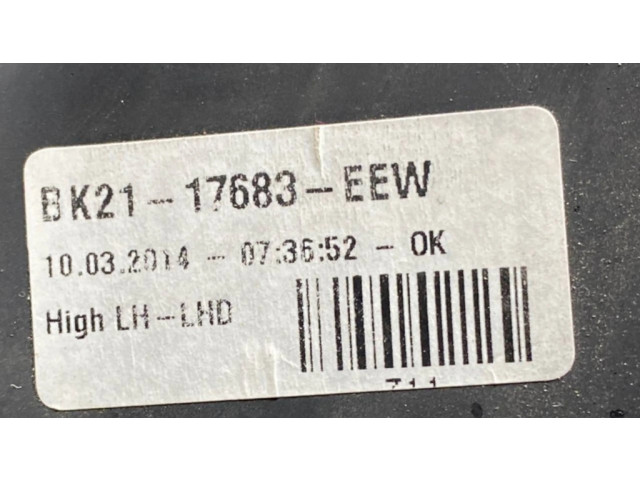 BK21-17683-EEW
10.03.2014 - 07:36:52 - OK
High LH-LHD